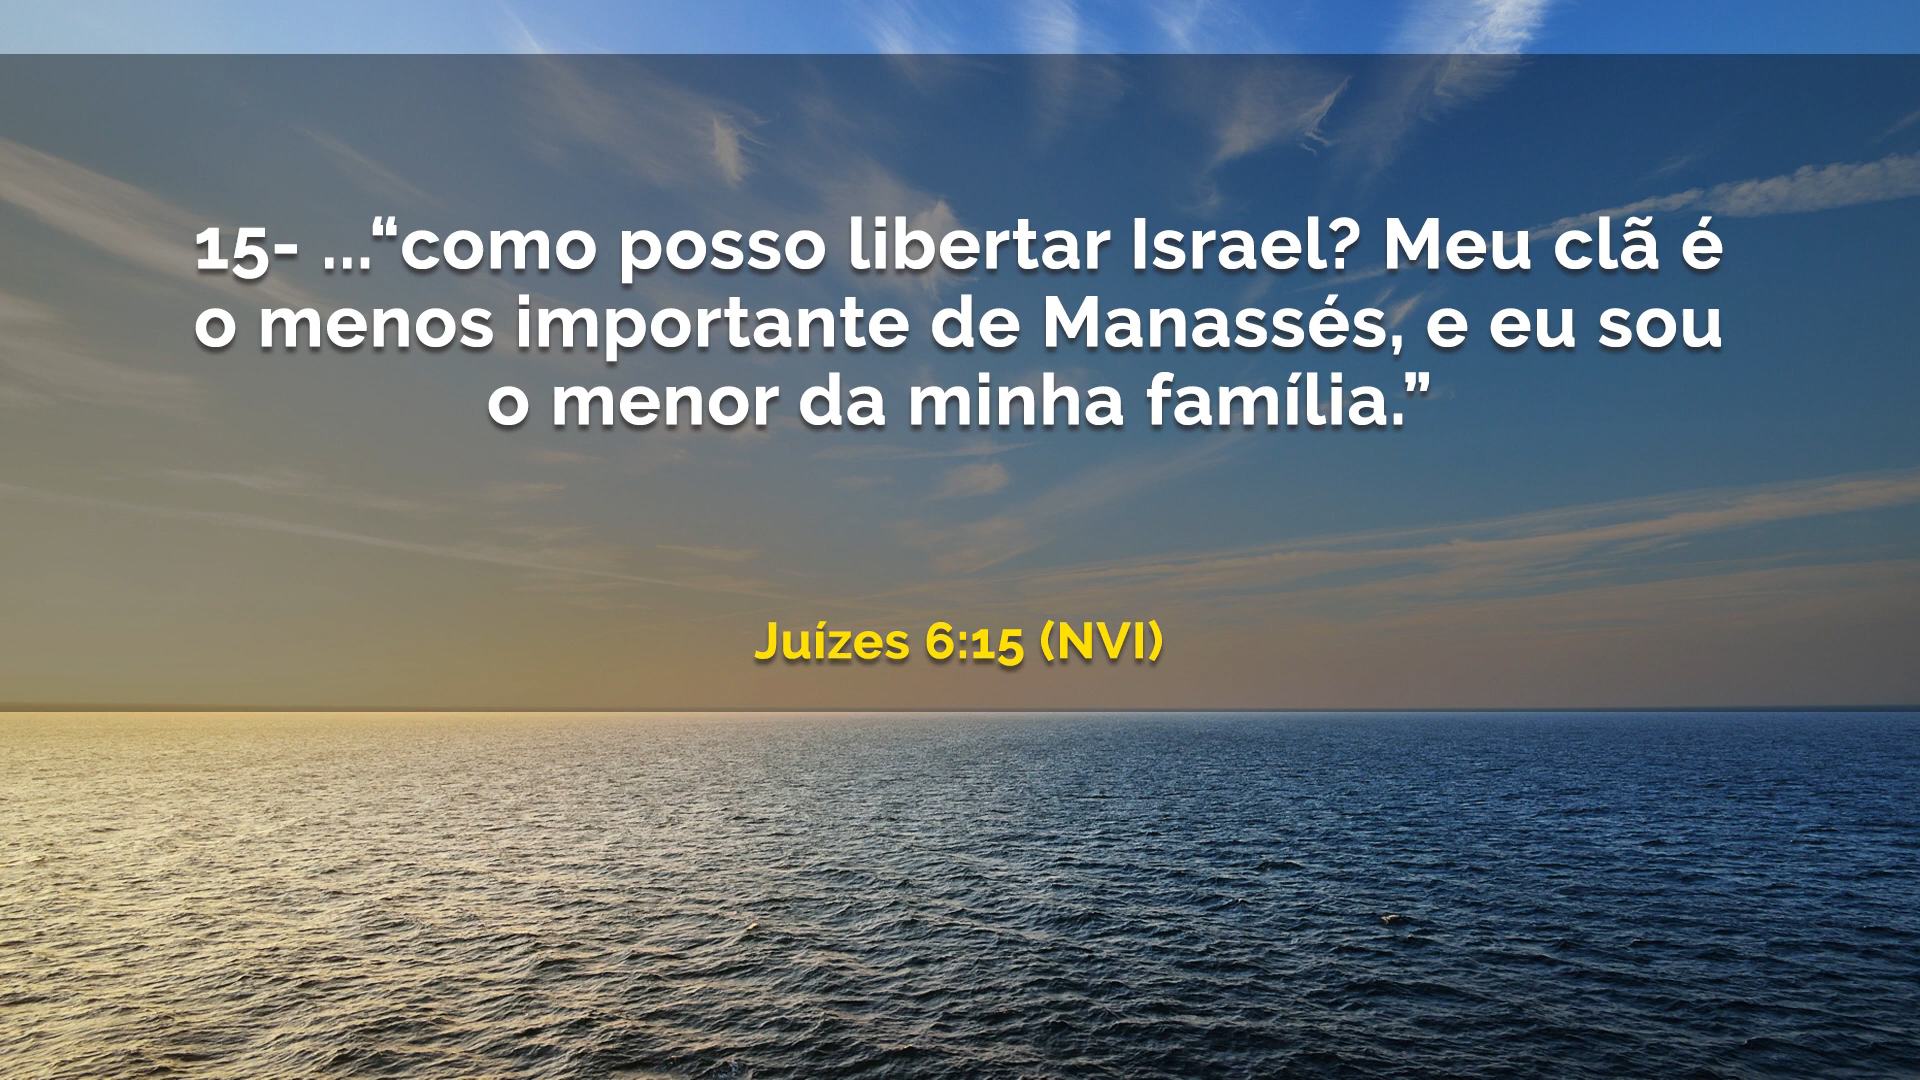 15- ...“como posso libertar Israel? Meu clã é
o menos importante de Manassés, e eu sou
o menor da minha família.”
Juízes 6:15 (NVI)